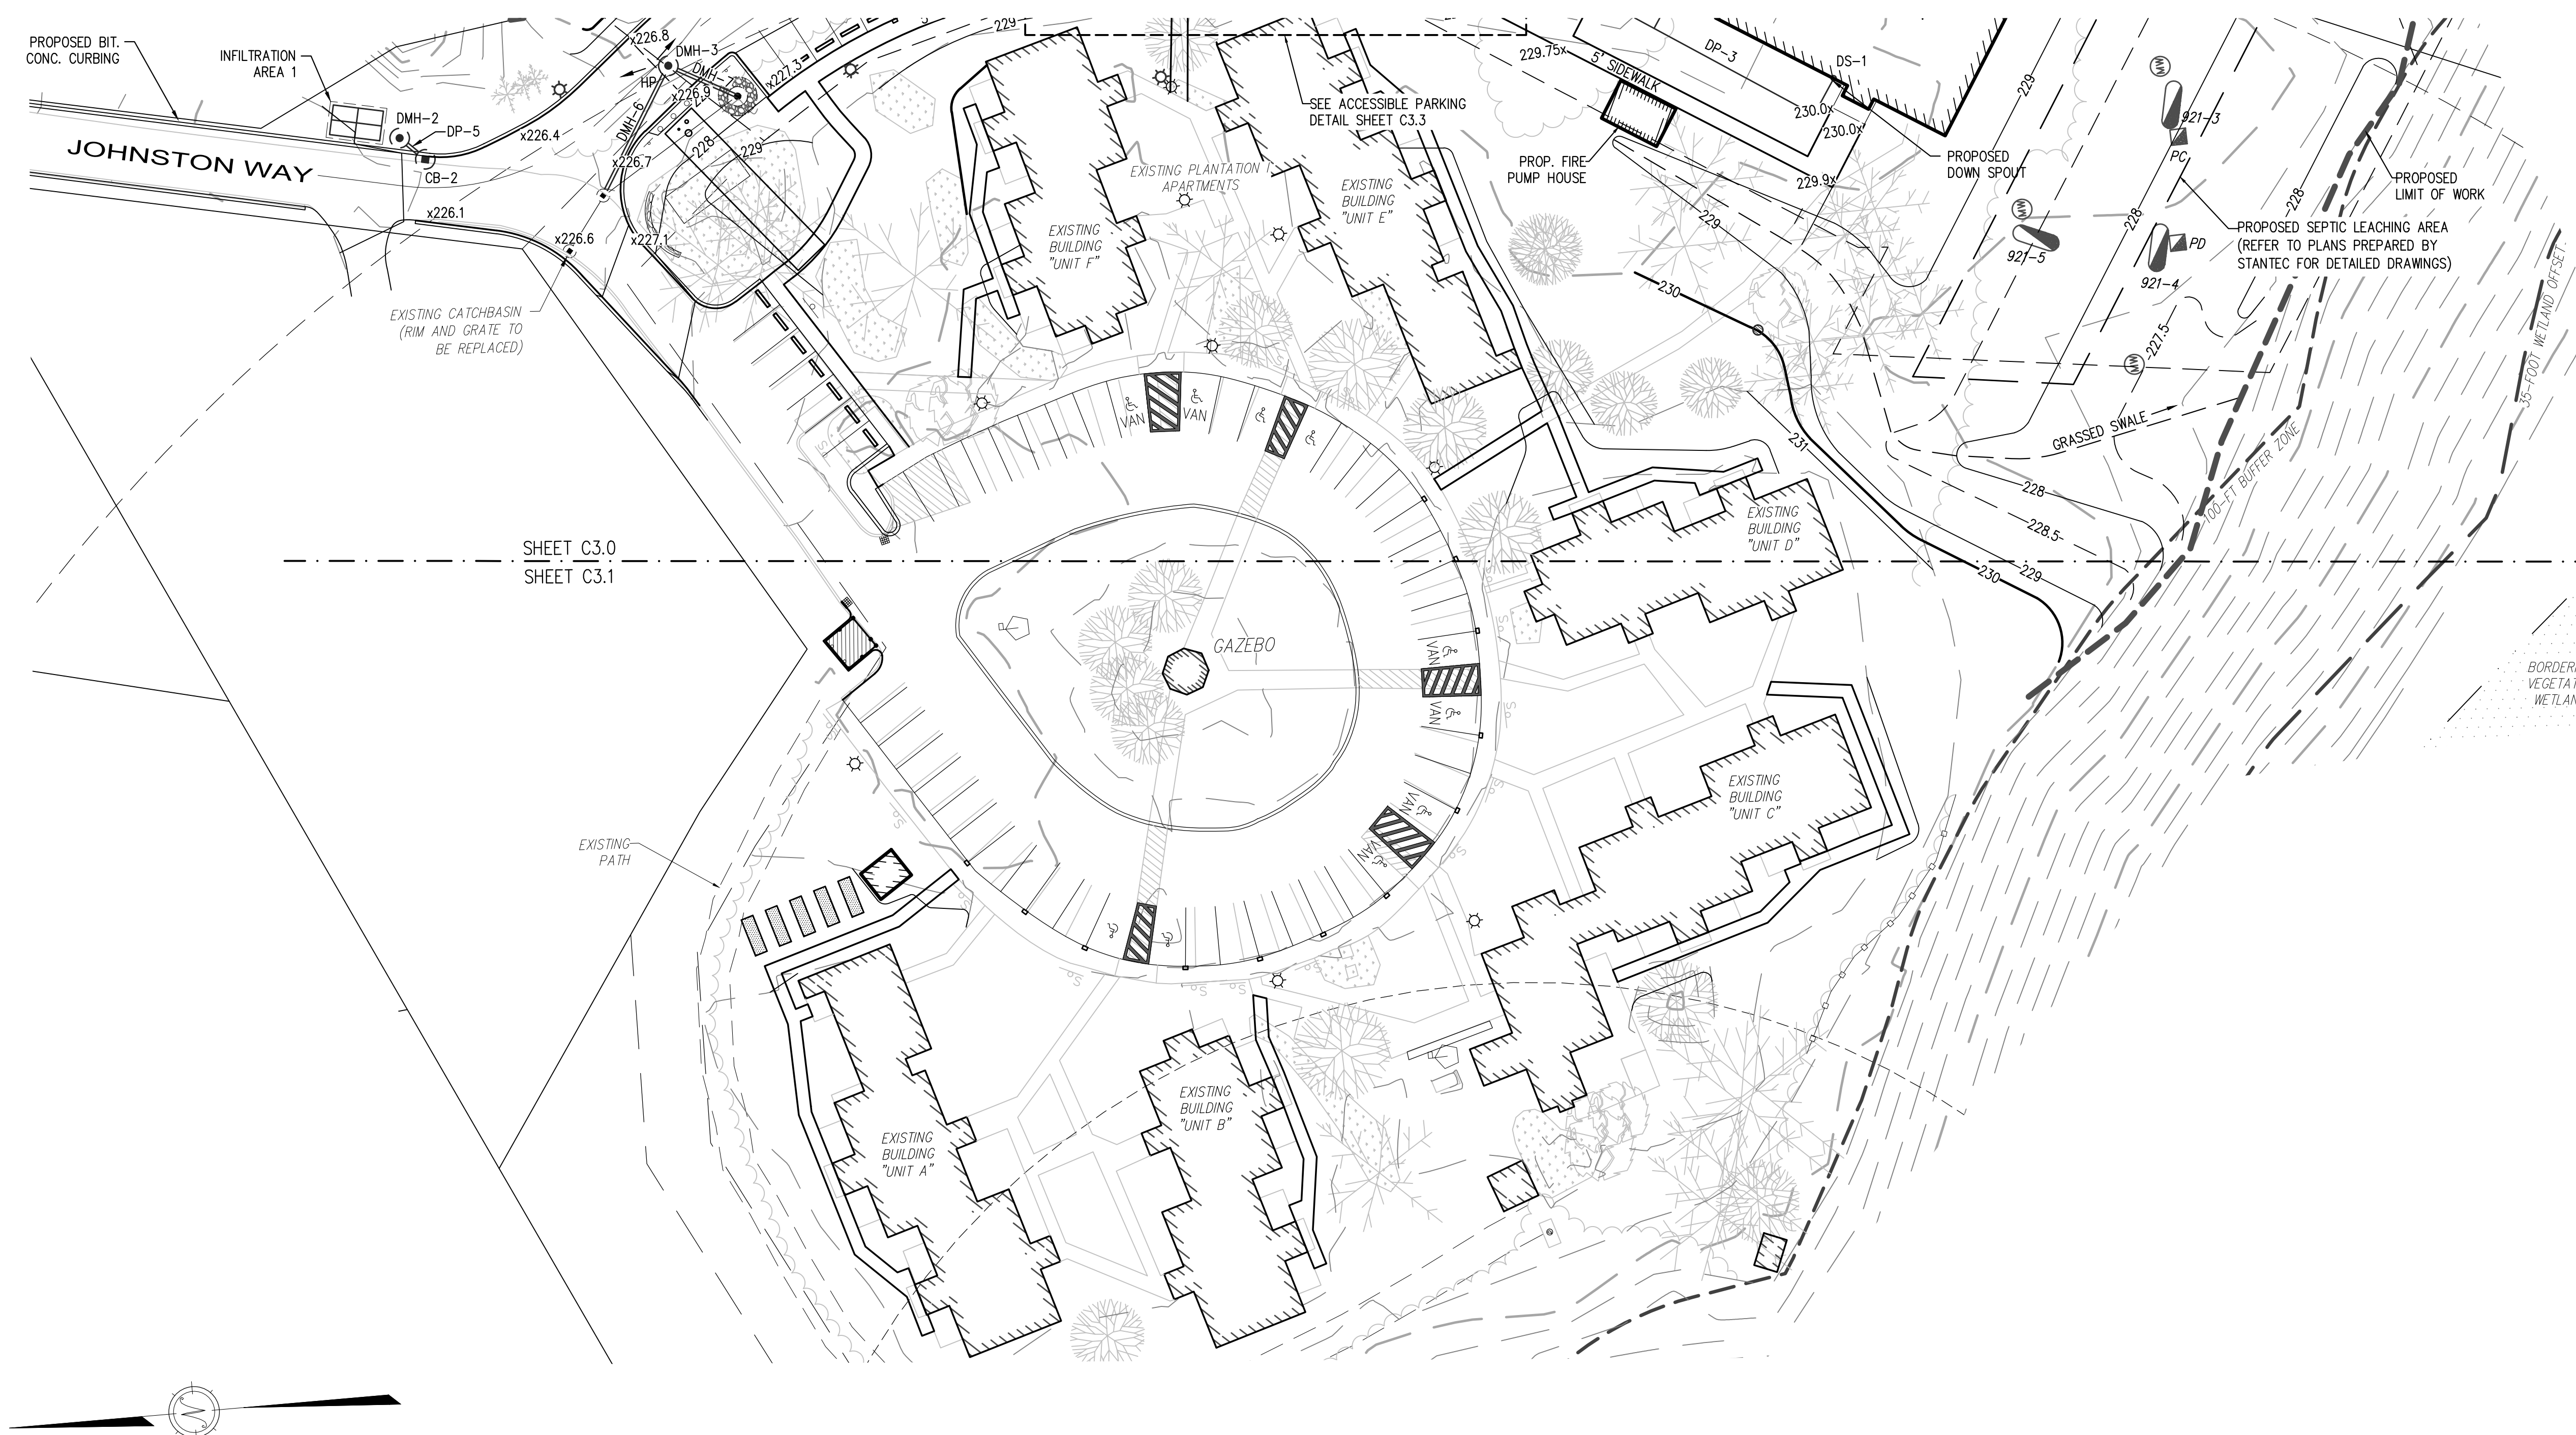 PROPOSED BIT.
CONC. CURBING
INFILTRATION
AREA 1
JOHNSTON WAY
DMH-2
DP-5
CB-2
x226.8
DMH-3
HP
DMH-7
x226.9
x227.3
229
DMH-6
x226.4
x226.7
228
229
x226.1
x226.6
x227.1
EXISTING CATCHBASIN
(RIM AND GRATE TO
BE REPLACED)
SEE ACCESSIBLE PARKING
DETAIL SHEET C3.3
EXISTING PLANTATION I
APARTMENTS
EXISTING
BUILDING
"UNIT F"
EXISTING
BUILDING
"UNIT E"
229.75x
5' SIDEWALK
DP-3
DS-1
230.0x
230.0x
229.9x
PROP. FIRE
PUMP HOUSE
PROPOSED
DOWN SPOUT
229
229
230
231
921-3
PC
921-5
921-4
PD
228
228
227.5
PROPOSED
LIMIT OF WORK
PROPOSED SEPTIC LEACHING AREA
(REFER TO PLANS PREPARED BY
STANTEC FOR DETAILED DRAWINGS)
35-FOOT WETLAND OFFSET
GRASSED SWALE
100-FT BUFFER ZONE
228
228.5
229
230
VAN
VAN
EXISTING
BUILDING
"UNIT D"
SHEET C3.0
SHEET C3.1
GAZEBO
VAN
VAN
VAN
VAN
EXISTING
BUILDING
"UNIT C"
EXISTING
PATH
EXISTING
BUILDING
"UNIT A"
EXISTING
BUILDING
"UNIT B"
N